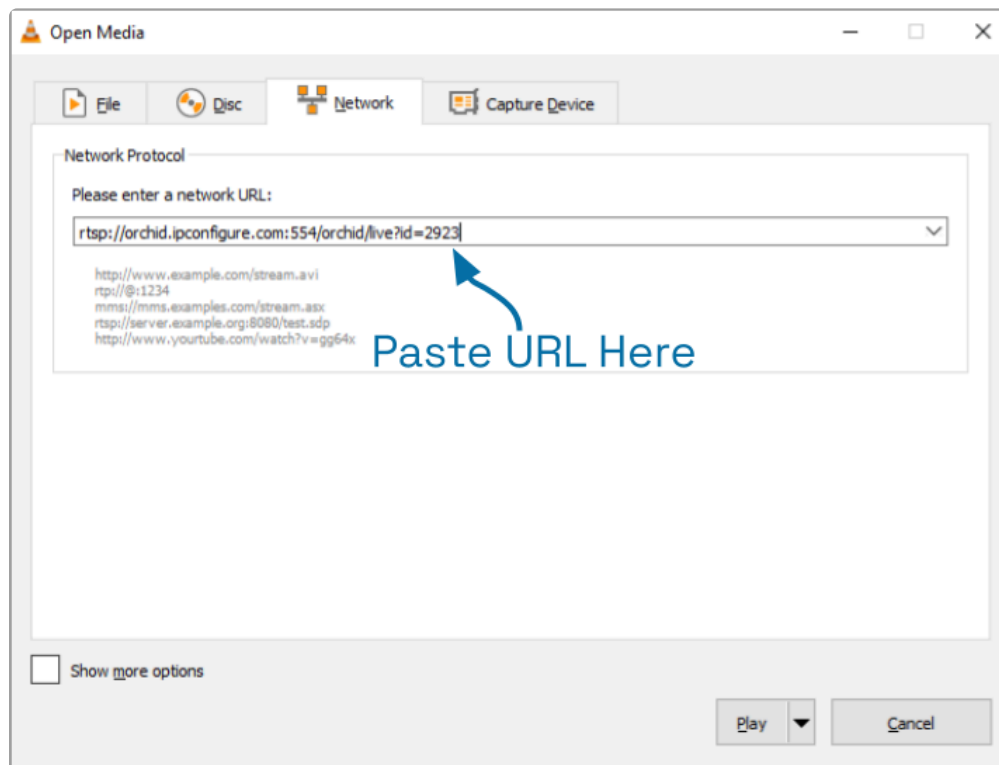 Open Media
File
Disc
Network
Capture Device
Network Protocol
Please enter a network URL:
rtsp://orchid.ipconfigure.com:554/orchid/live?id=2923
http://www.example.com/stream.avi
rtp://@:1234
mms://mms.examples.com/stream.asx
rtsp://server.example.org:8080/test.sdp
http://www.yourtube.com/watch?v=gg64x
Paste URL Here
Show more options
Play
Cancel